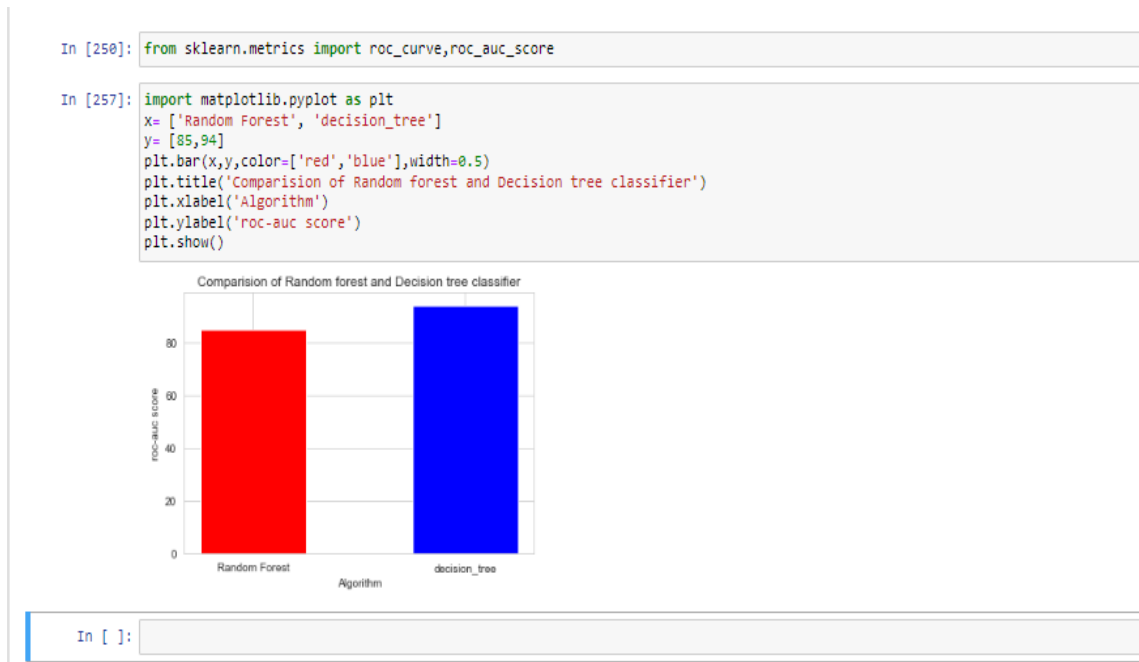 In [250]: from sklearn.metrics import roc_curve,roc_auc_score
In [257]: import matplotlib.pyplot as plt
x= ['Random Forest', 'decision_tree']
y= [85,94]
plt.bar(x,y,color=['red','blue'],width=0.5)
plt.title('Comparision of Random forest and Decision tree classifier')
plt.xlabel('Algorithm')
plt.ylabel('roc-auc score')
plt.show()
Comparision of Random forest and Decision tree classifier
80
60
40
20
0
roc-auc score
Random Forest decision_tree
Algorithm
In [ ]: